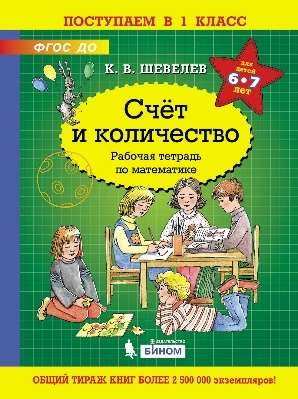 ПОСТУПАЕМ В 1 КЛАСС
ФГОС ДО
К. В. ШЕВЕЛЕВ
для детей
6•7
лет
Счёт
и количество
Рабочая тетрадь
по математике
ИЗДАТЕЛЬСТВО
БИНОМ
ОБЩИЙ ТИРАЖ КНИГ БОЛЕЕ 2 500 000 экземпляров!